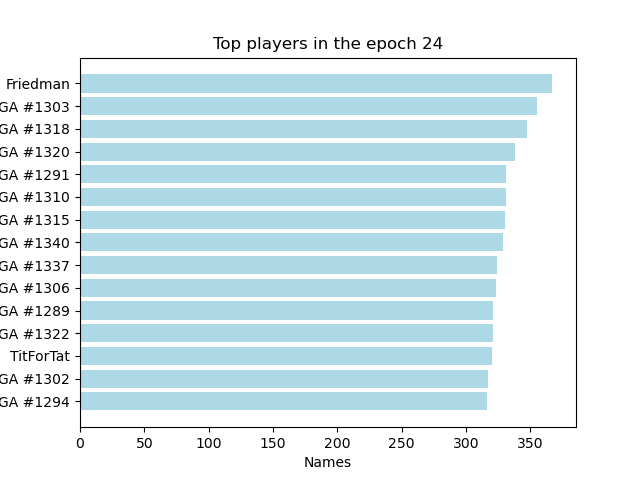 Top players in the epoch 24
Friedman
GA #1303
GA #1318
GA #1320
GA #1291
GA #1310
GA #1315
GA #1340
GA #1337
GA #1306
GA #1289
GA #1322
TitForTat
GA #1302
GA #1294
0 50 100 150 200 250 300 350
Names